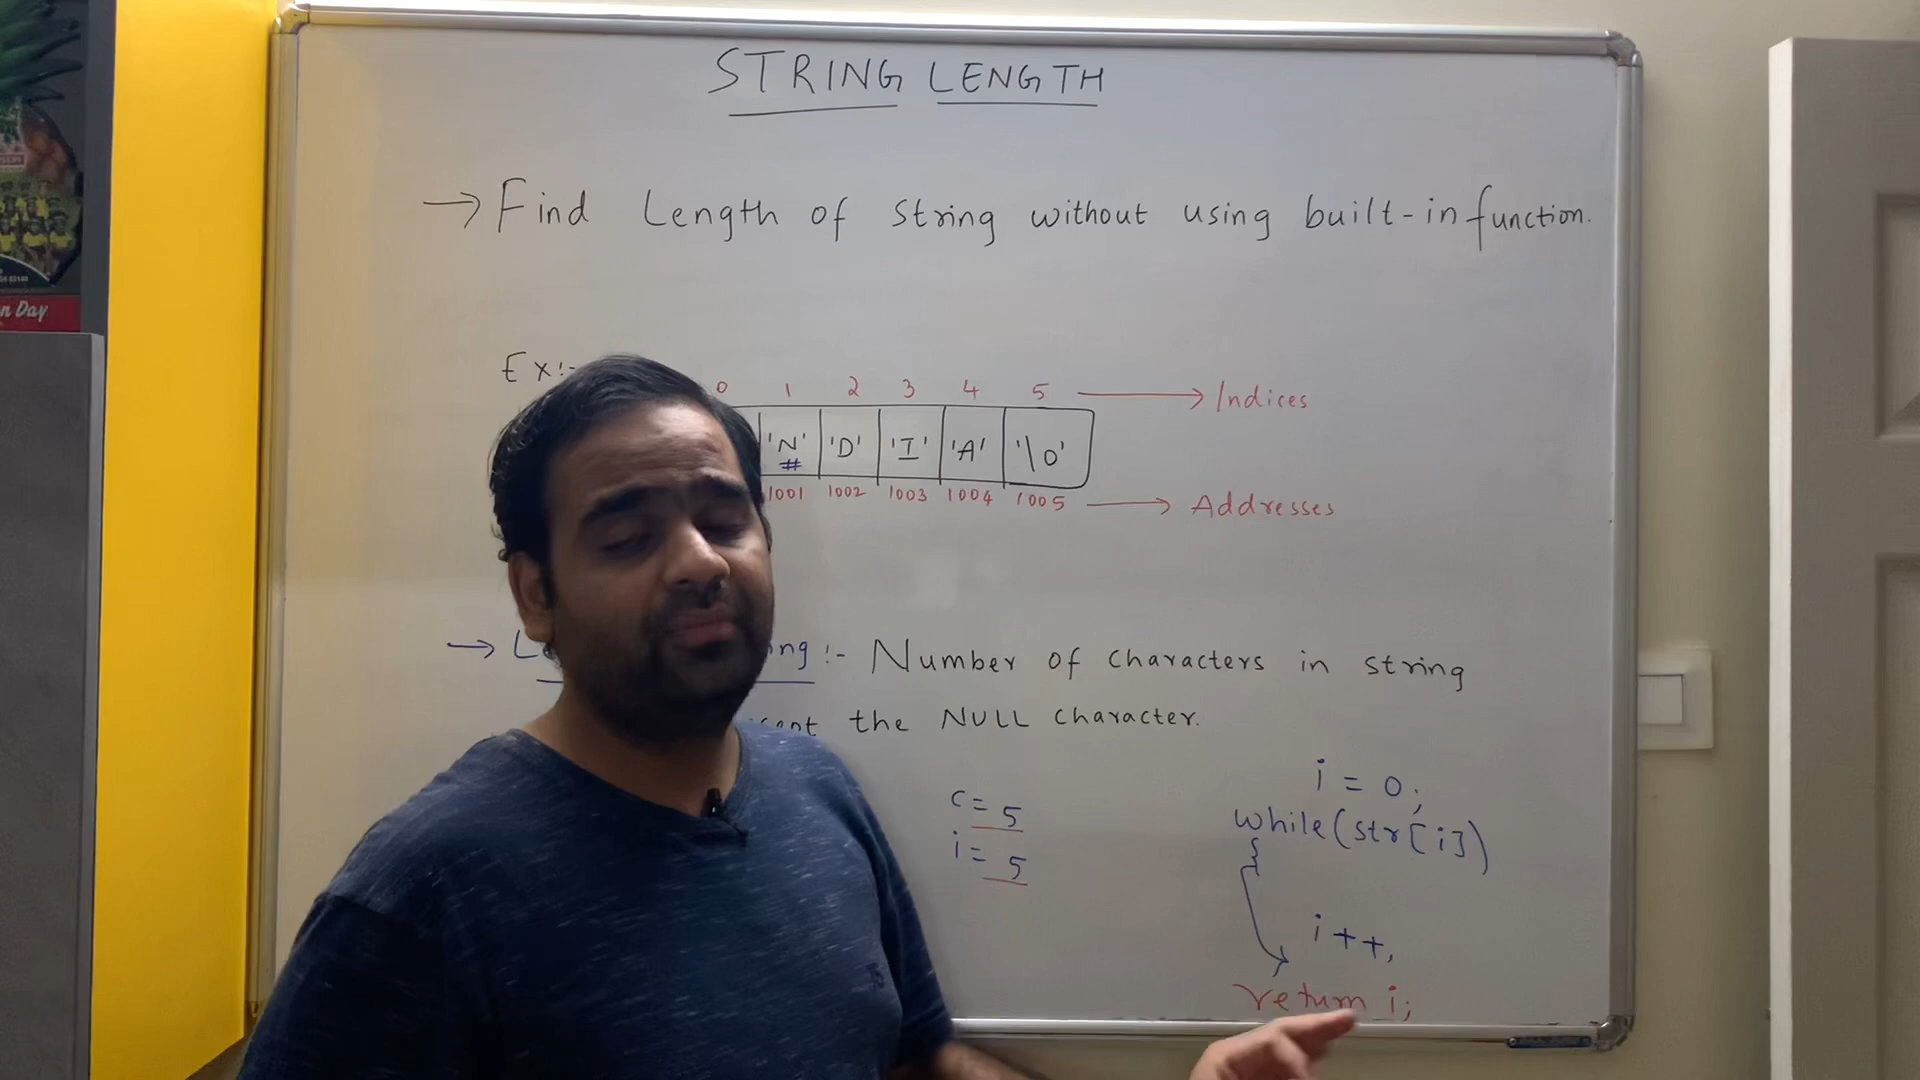 STRING LENGTH
→ Find Length of string without using built-in function.
Ex:-
0 1 2 3 4 5 → Indices
'N' 'D' 'I' 'A' '\0'
#
1001 1002 1003 1004 1005 → Addresses
→ :- Number of characters in string
the NULL character.
c = 5
i = 5
i = 0;
while(str[i])
{
i++,
return i;
n Day